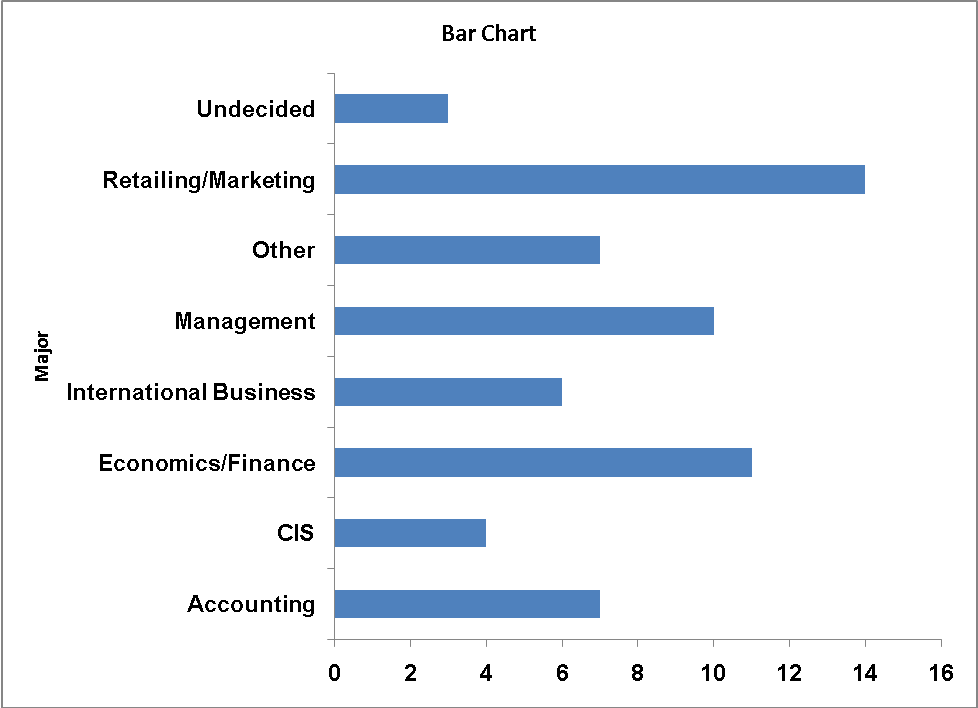 Bar Chart
Undecided
Retailing/Marketing
Other
Management
Major
International Business
Economics/Finance
CIS
Accounting
0 2 4 6 8 10 12 14 16